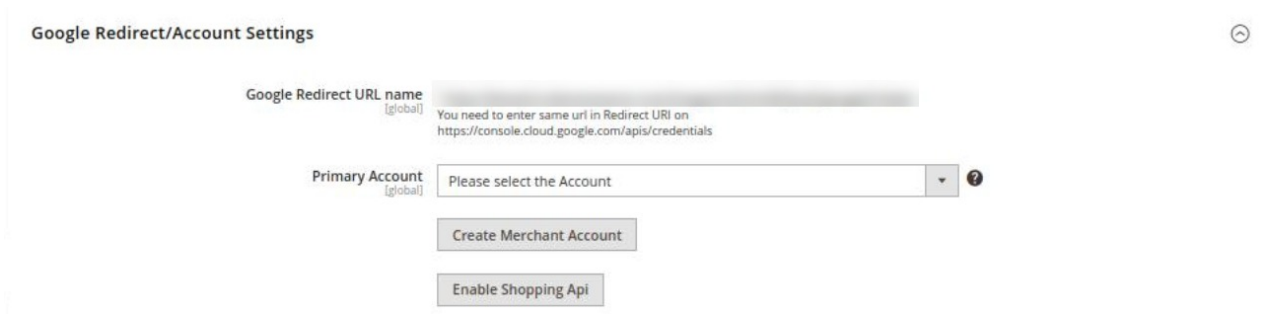 Google Redirect/Account Settings
Google Redirect URL name
[global]
You need to enter same url in Redirect URI on
https://console.cloud.google.com/apis/credentials
Primary Account
[global]
Please select the Account
Create Merchant Account
Enable Shopping Api